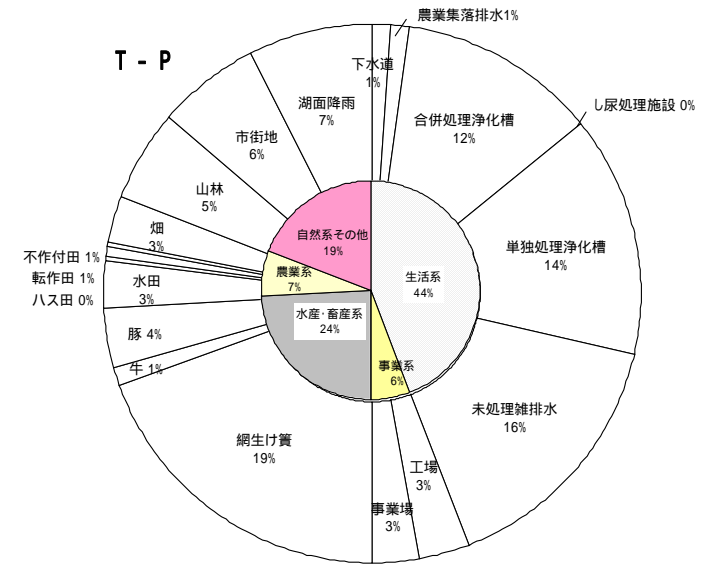 T - P
農業集落排水1%
下水道
1%
し尿処理施設 0%
合併処理浄化槽
12%
湖面降雨
7%
市街地
6%
山林
5%
畑
3%
不作付田 1%
転作田 1%
ハス田 0%
水田
3%
豚 4%
牛 1%
網生け簀
19%
事業場
3%
工場
3%
未処理雑排水
16%
単独処理浄化槽
14%
自然系その他
19%
農業系
7%
水産・畜産系
24%
事業系
6%
生活系
44%